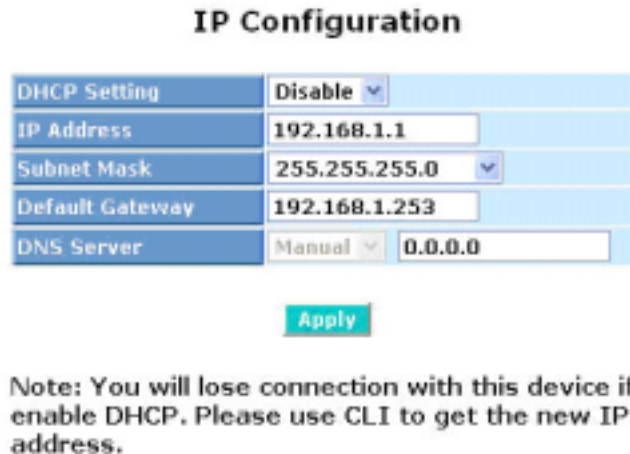 IP Configuration
DHCP Setting Disable
IP Address 192.168.1.1
Subnet Mask 255.255.255.0
Default Gateway 192.168.1.253
DNS Server Manual 0.0.0.0
Apply
Note: You will lose connection with this device if
enable DHCP. Please use CLI to get the new IP
address.